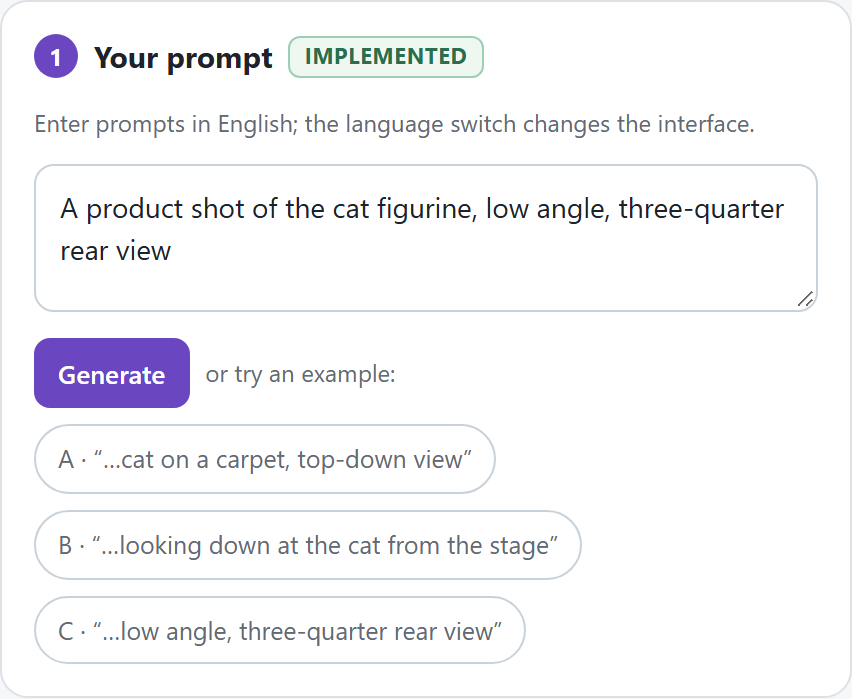 1 Your prompt IMPLEMENTED
Enter prompts in English; the language switch changes the interface.
A product shot of the cat figurine, low angle, three-quarter
rear view
Generate or try an example:
A · “…cat on a carpet, top-down view”
B · “…looking down at the cat from the stage”
C · “…low angle, three-quarter rear view”